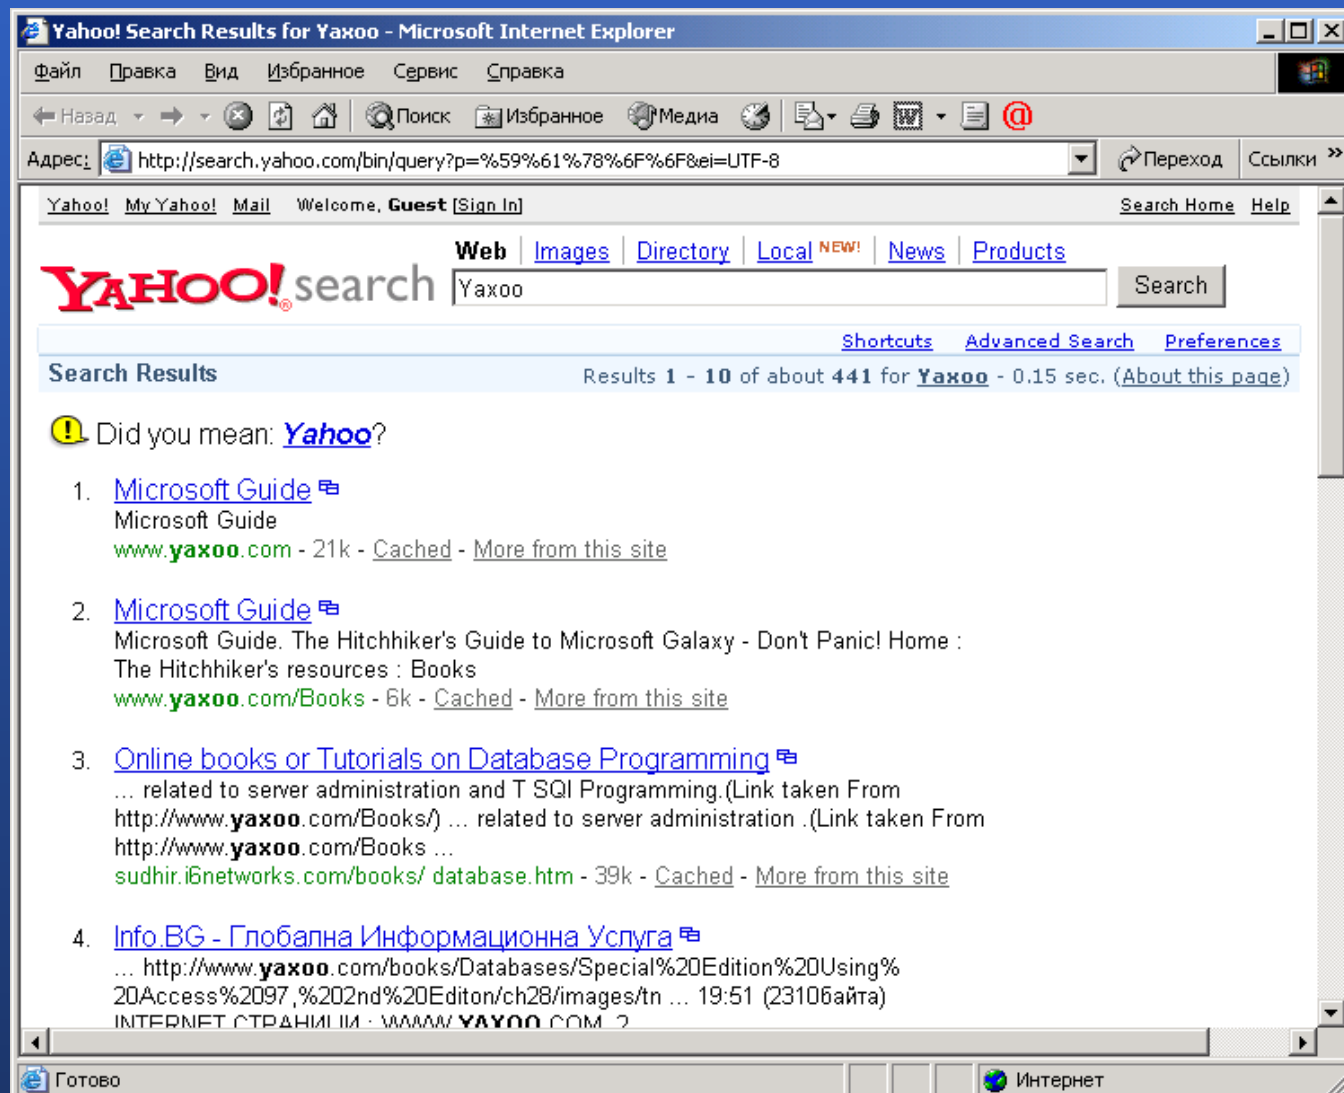 Yahoo! Search Results for Yaxoo - Microsoft Internet Explorer
Файл Правка Вид Избранное Сервис Справка
Назад Поиск Избранное Медиа W @
Адрес: http://search.yahoo.com/bin/query?p=%59%61%78%6F%6F&ei=UTF-8 Переход Ссылки »
Yahoo! My Yahoo! Mail Welcome, Guest [Sign In] Search Home Help
Web | Images | Directory | Local NEW! | News | Products
YAHOO!® search Yaxoo Search
Shortcuts Advanced Search Preferences
Search Results Results 1 - 10 of about 441 for Yaxoo - 0.15 sec. (About this page)
Did you mean: Yahoo?
1. Microsoft Guide
Microsoft Guide
www.yaxoo.com - 21k - Cached - More from this site
2. Microsoft Guide
Microsoft Guide. The Hitchhiker's Guide to Microsoft Galaxy - Don't Panic! Home :
The Hitchhiker's resources : Books
www.yaxoo.com/Books - 6k - Cached - More from this site
3. Online books or Tutorials on Database Programming
... related to server administration and T SQl Programming.(Link taken From
http://www.yaxoo.com/Books/) ... related to server administration .(Link taken From
http://www.yaxoo.com/Books ...
sudhir.i6networks.com/books/ database.htm - 39k - Cached - More from this site
4. Info.BG - Глобална Информационна Услуга
... http://www.yaxoo.com/books/Databases/Special%20Edition%20Using%
20Access%2097,%202nd%20Editon/ch28/images/tn ... 19:51 (2310байта)
INTERNET СТРАНИЦИ : WWW.YAXOO.COM. 2
Готово Интернет